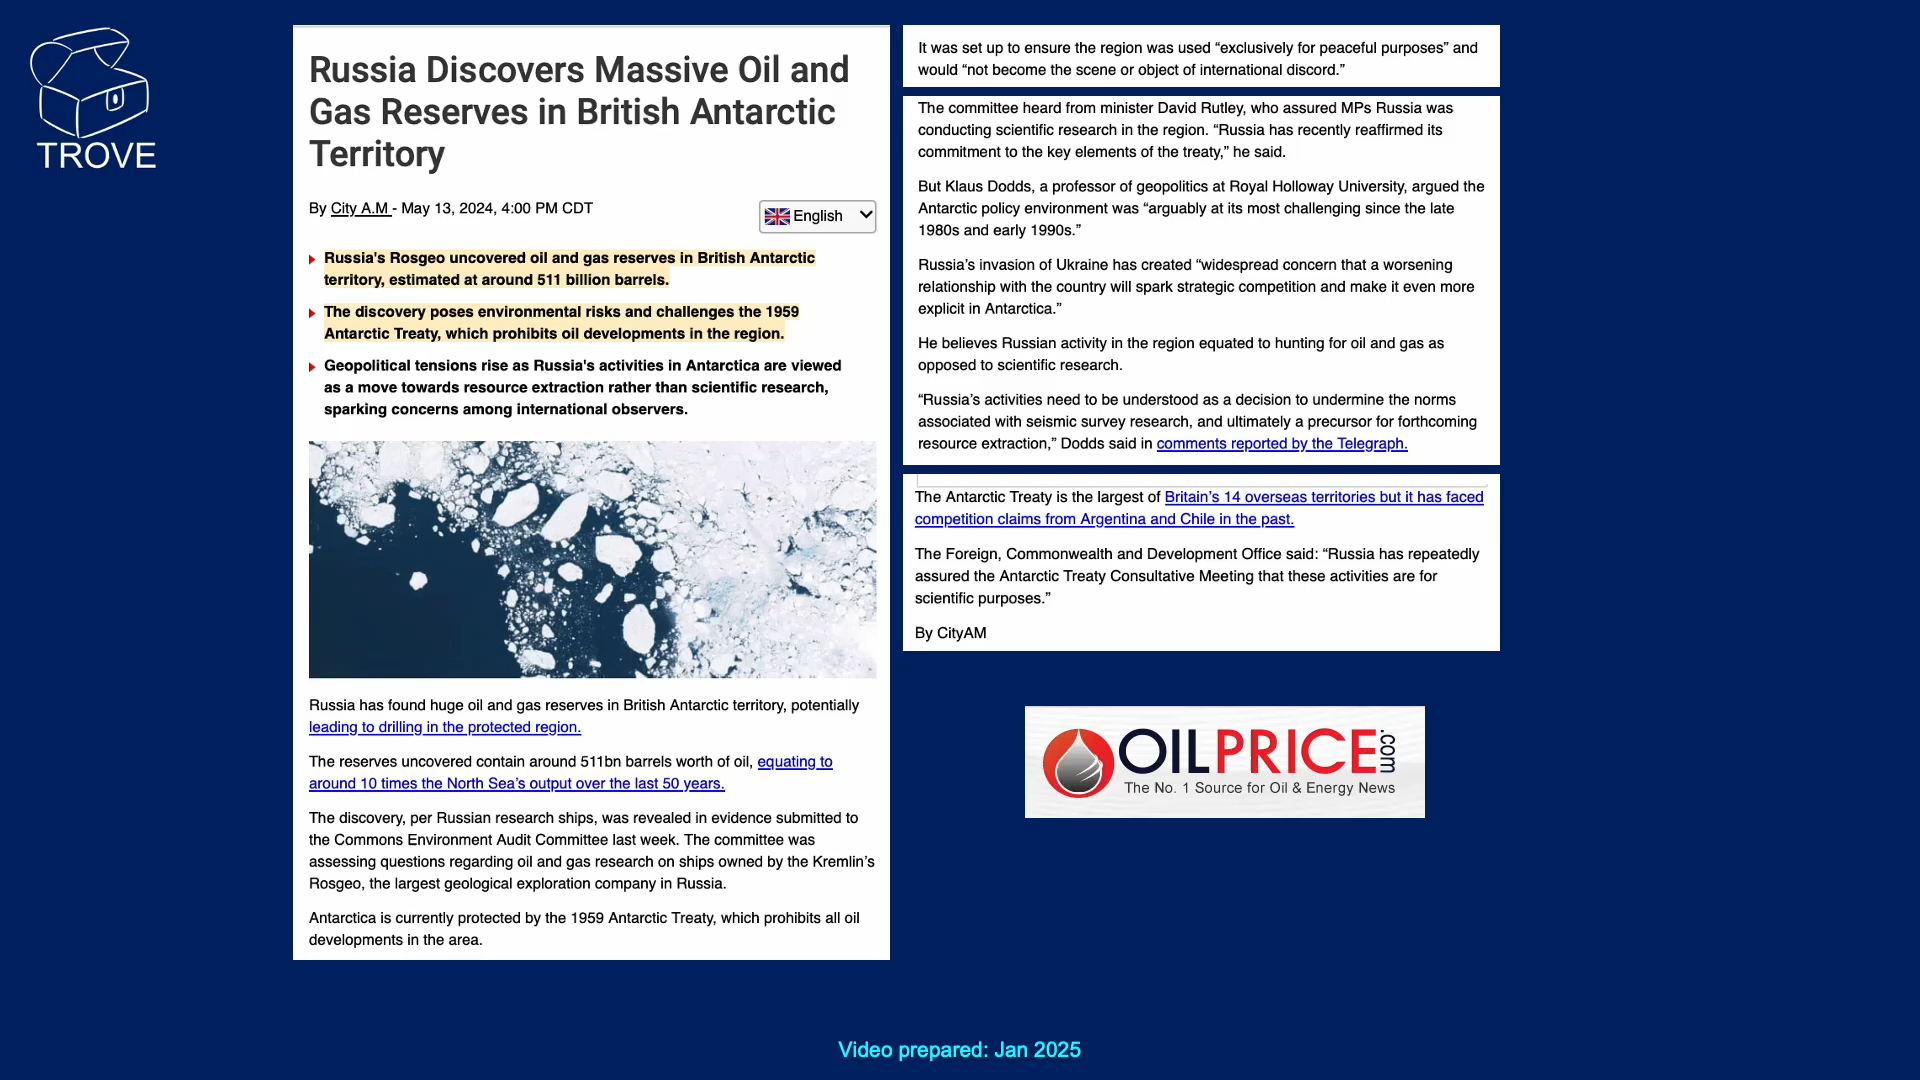 TROVE
Russia Discovers Massive Oil and
Gas Reserves in British Antarctic
Territory
By City A.M - May 13, 2024, 4:00 PM CDT
English
Russia's Rosgeo uncovered oil and gas reserves in British Antarctic
territory, estimated at around 511 billion barrels.
The discovery poses environmental risks and challenges the 1959
Antarctic Treaty, which prohibits oil developments in the region.
Geopolitical tensions rise as Russia's activities in Antarctica are viewed
as a move towards resource extraction rather than scientific research,
sparking concerns among international observers.
Russia has found huge oil and gas reserves in British Antarctic territory, potentially
leading to drilling in the protected region.
The reserves uncovered contain around 511bn barrels worth of oil, equating to
around 10 times the North Sea’s output over the last 50 years.
The discovery, per Russian research ships, was revealed in evidence submitted to
the Commons Environment Audit Committee last week. The committee was
assessing questions regarding oil and gas research on ships owned by the Kremlin’s
Rosgeo, the largest geological exploration company in Russia.
Antarctica is currently protected by the 1959 Antarctic Treaty, which prohibits all oil
developments in the area.
It was set up to ensure the region was used “exclusively for peaceful purposes” and
would “not become the scene or object of international discord.”
The committee heard from minister David Rutley, who assured MPs Russia was
conducting scientific research in the region. “Russia has recently reaffirmed its
commitment to the key elements of the treaty,” he said.
But Klaus Dodds, a professor of geopolitics at Royal Holloway University, argued the
Antarctic policy environment was “arguably at its most challenging since the late
1980s and early 1990s.”
Russia’s invasion of Ukraine has created “widespread concern that a worsening
relationship with the country will spark strategic competition and make it even more
explicit in Antarctica.”
He believes Russian activity in the region equated to hunting for oil and gas as
opposed to scientific research.
“Russia’s activities need to be understood as a decision to undermine the norms
associated with seismic survey research, and ultimately a precursor for forthcoming
resource extraction,” Dodds said in comments reported by the Telegraph.
The Antarctic Treaty is the largest of Britain’s 14 overseas territories but it has faced
competition claims from Argentina and Chile in the past.
The Foreign, Commonwealth and Development Office said: “Russia has repeatedly
assured the Antarctic Treaty Consultative Meeting that these activities are for
scientific purposes.”
By CityAM
OILPRICE.com
The No. 1 Source for Oil & Energy News
Video prepared: Jan 2025